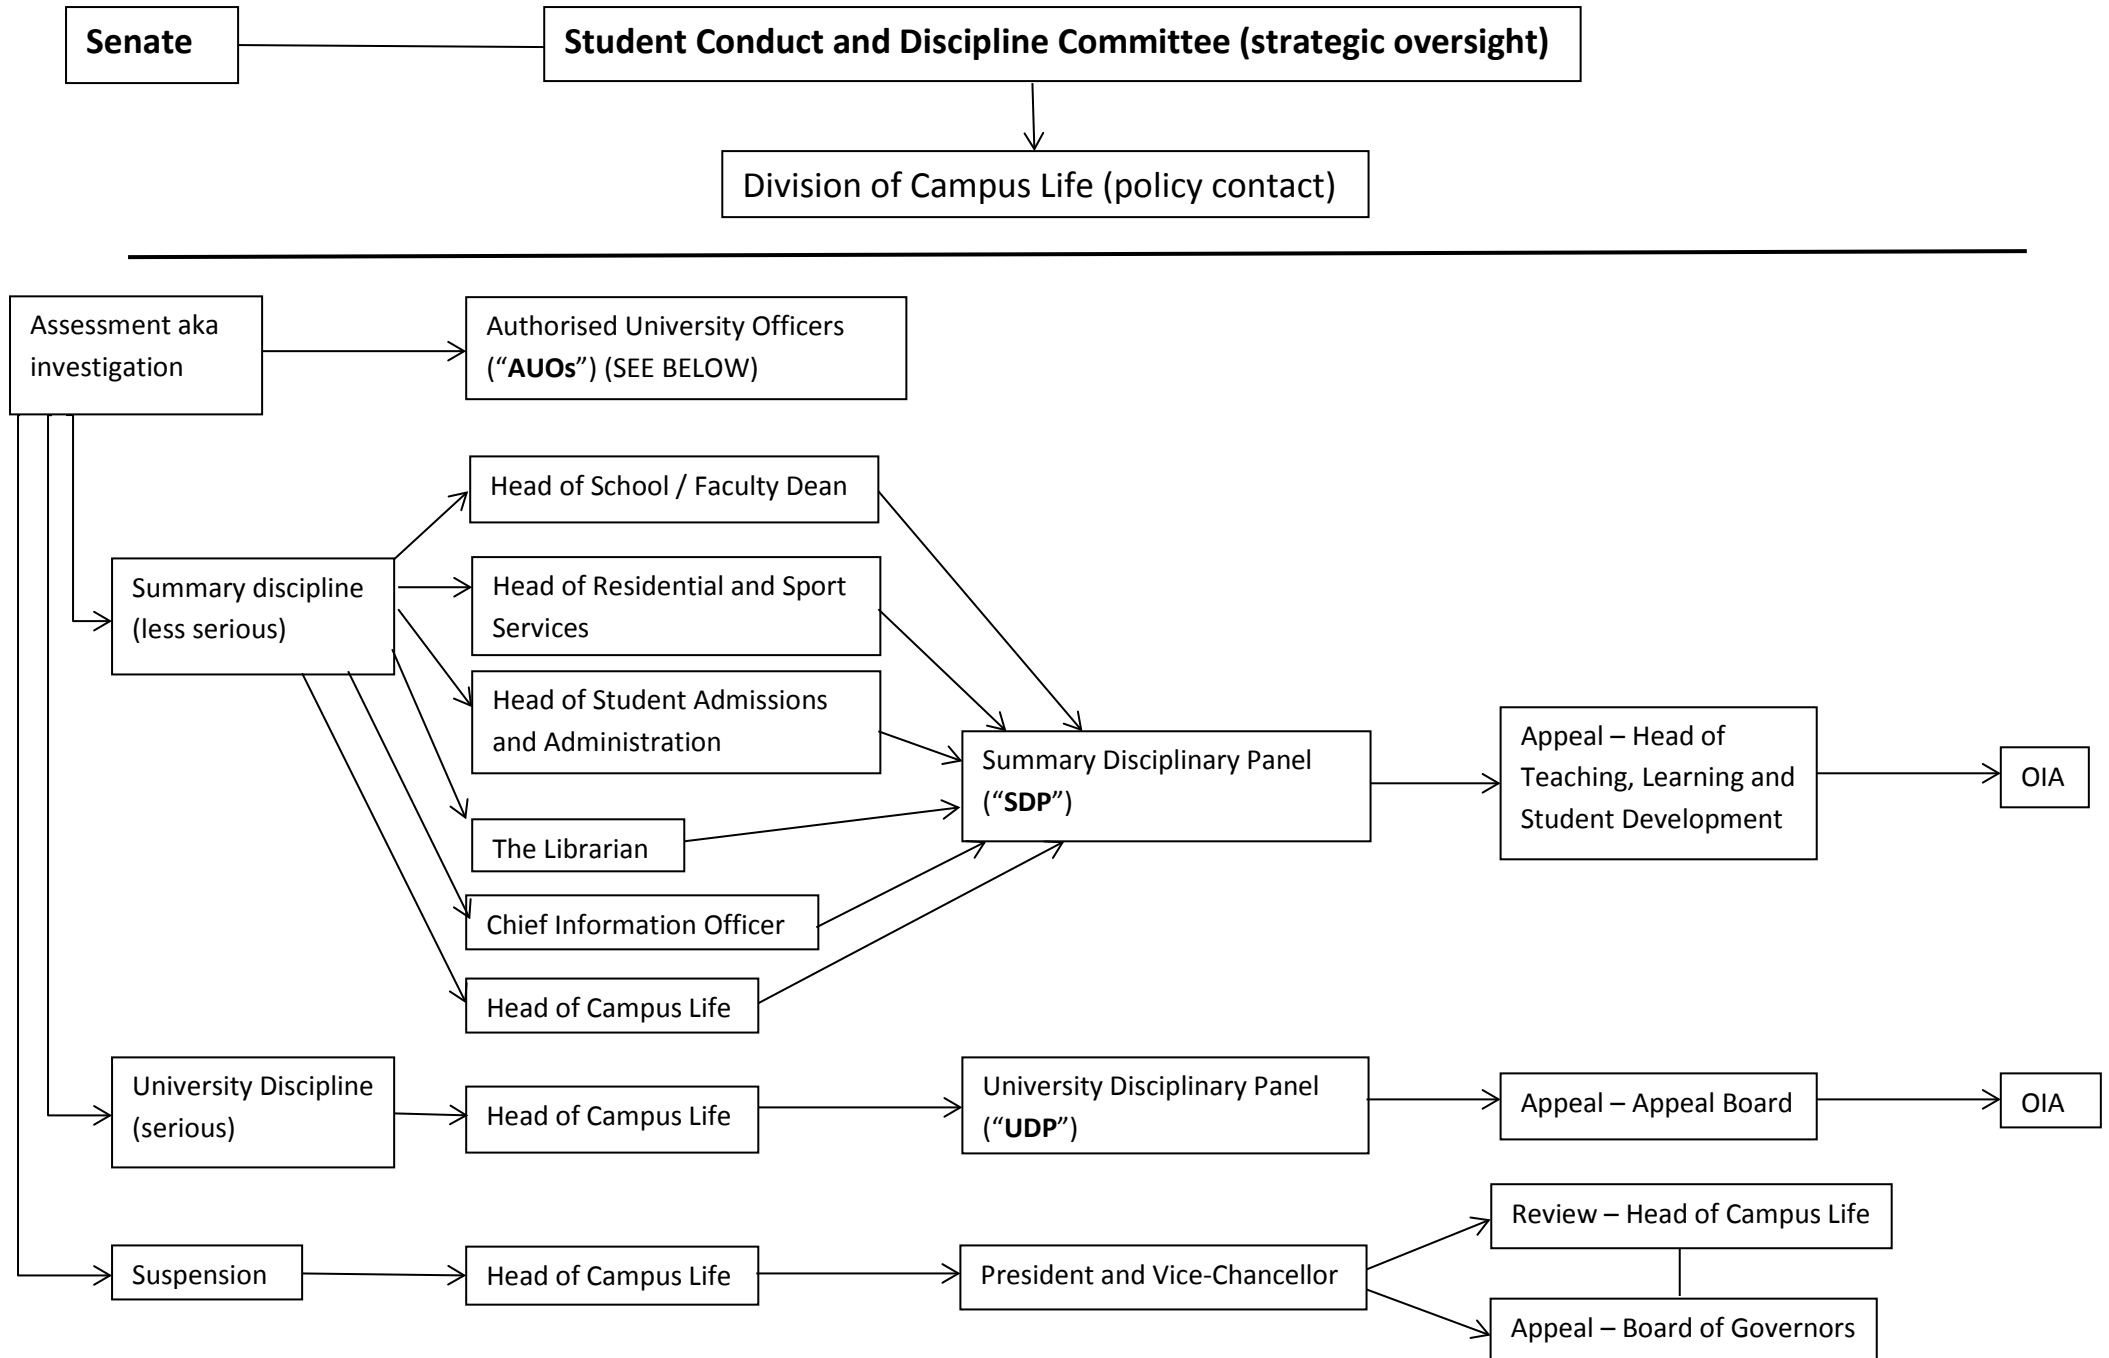 Senate
Student Conduct and Discipline Committee (strategic oversight)
Division of Campus Life (policy contact)
Assessment aka
investigation
Authorised University Officers
(“AUOs”) (SEE BELOW)
Head of School / Faculty Dean
Summary discipline
(less serious)
Head of Residential and Sport
Services
Head of Student Admissions
and Administration
The Librarian
Chief Information Officer
Head of Campus Life
Summary Disciplinary Panel
(“SDP”)
Appeal – Head of
Teaching, Learning and
Student Development
OIA
University Discipline
(serious)
Head of Campus Life
University Disciplinary Panel
(“UDP”)
Appeal – Appeal Board
OIA
Suspension
Head of Campus Life
President and Vice-Chancellor
Review – Head of Campus Life
Appeal – Board of Governors